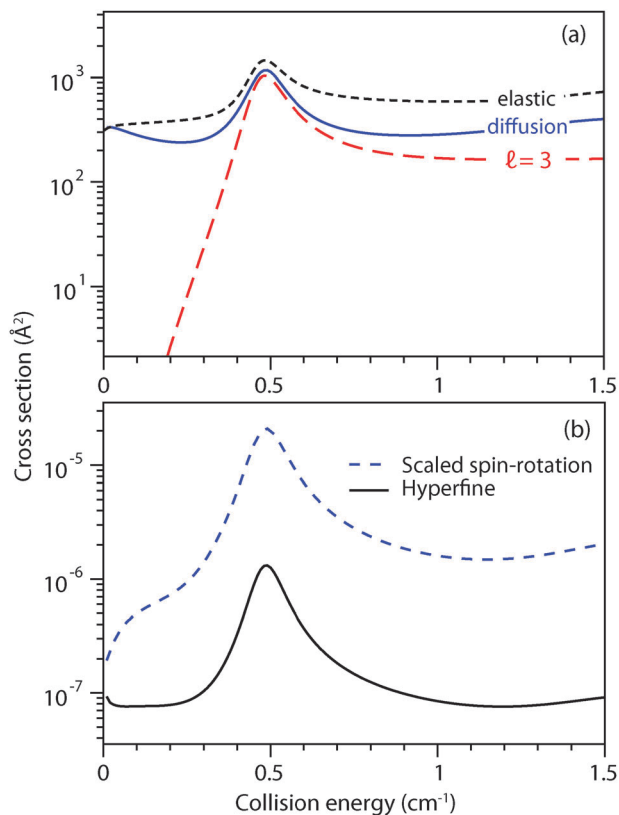 (a)
10³
10²
10¹
elastic
diffusion
ℓ= 3
0
0.5
1
1.5
Cross section (Å²)
(b)
10⁻⁵
10⁻⁶
10⁻⁷
Scaled spin-rotation
Hyperfine
0
0.5
1
1.5
Collision energy (cm⁻¹)